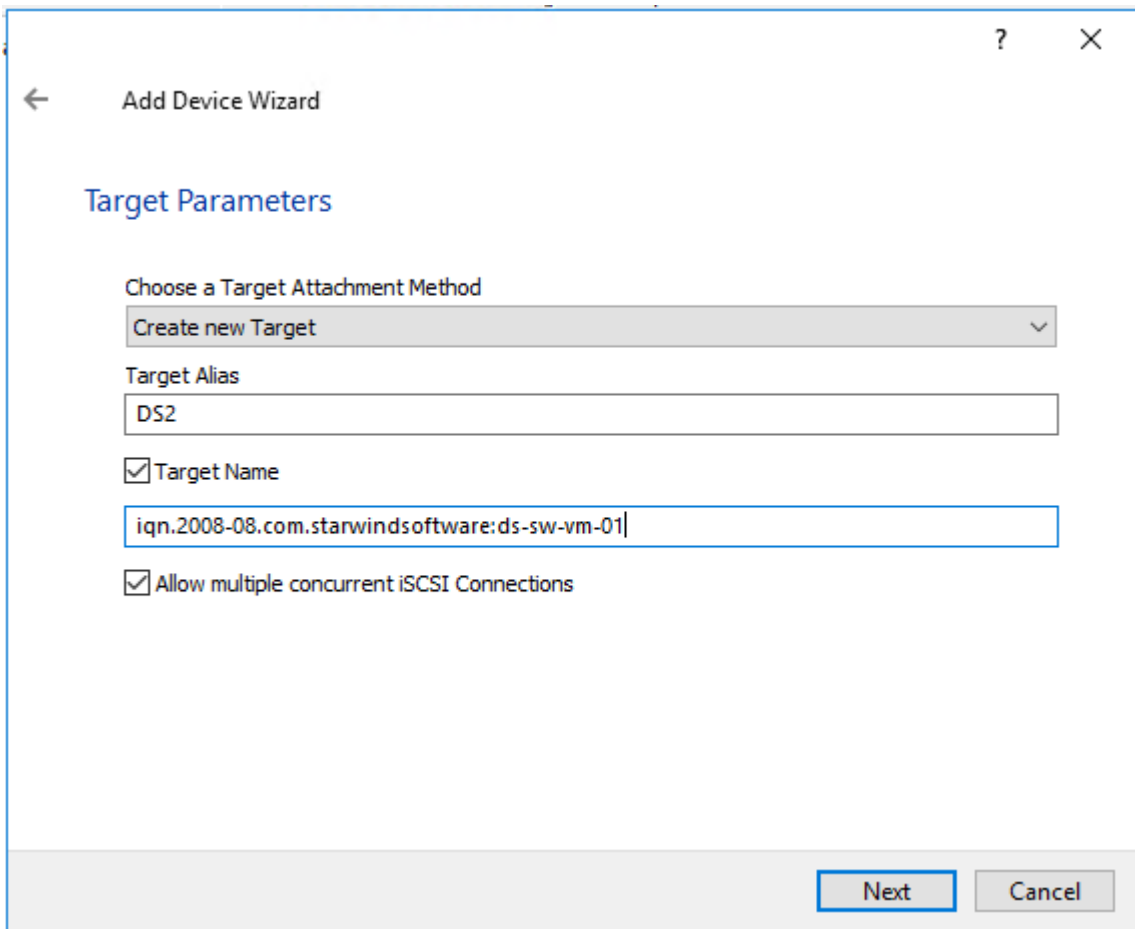 ?
Add Device Wizard
Target Parameters
Choose a Target Attachment Method
Create new Target
Target Alias
DS2
Target Name
iqn.2008-08.com.starwindsoftware:ds-sw-vm-01
Allow multiple concurrent iSCSI Connections
Next Cancel